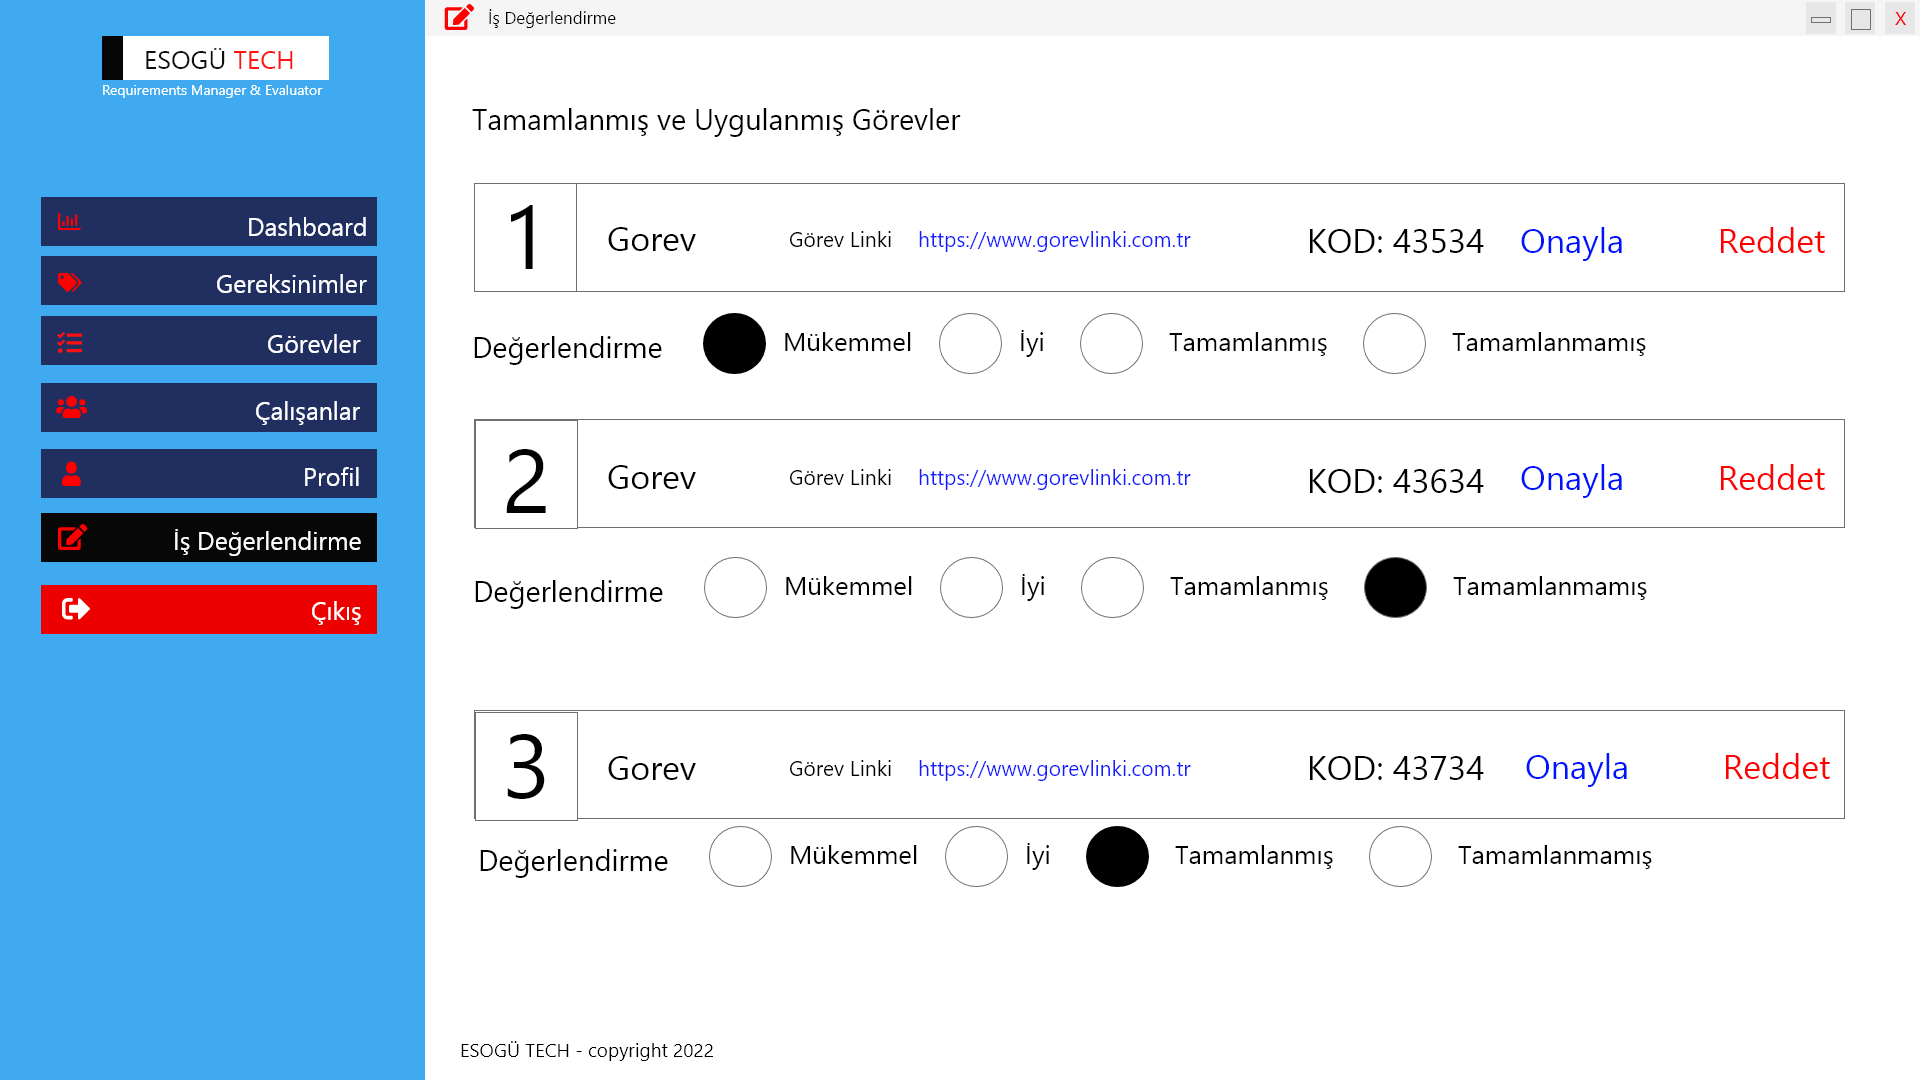 ESOGÜ TECH
Requirements Manager & Evaluator
Dashboard
Gereksinimler
Görevler
Çalışanlar
Profil
İş Değerlendirme
Çıkış
İş Değerlendirme
X
Tamamlanmış ve Uygulanmış Görevler
1 Gorev Görev Linki https://www.gorevlinki.com.tr KOD: 43534 Onayla Reddet
Değerlendirme Mükemmel İyi Tamamlanmış Tamamlanmamış
2 Gorev Görev Linki https://www.gorevlinki.com.tr KOD: 43634 Onayla Reddet
Değerlendirme Mükemmel İyi Tamamlanmış Tamamlanmamış
3 Gorev Görev Linki https://www.gorevlinki.com.tr KOD: 43734 Onayla Reddet
Değerlendirme Mükemmel İyi Tamamlanmış Tamamlanmamış
ESOGÜ TECH - copyright 2022